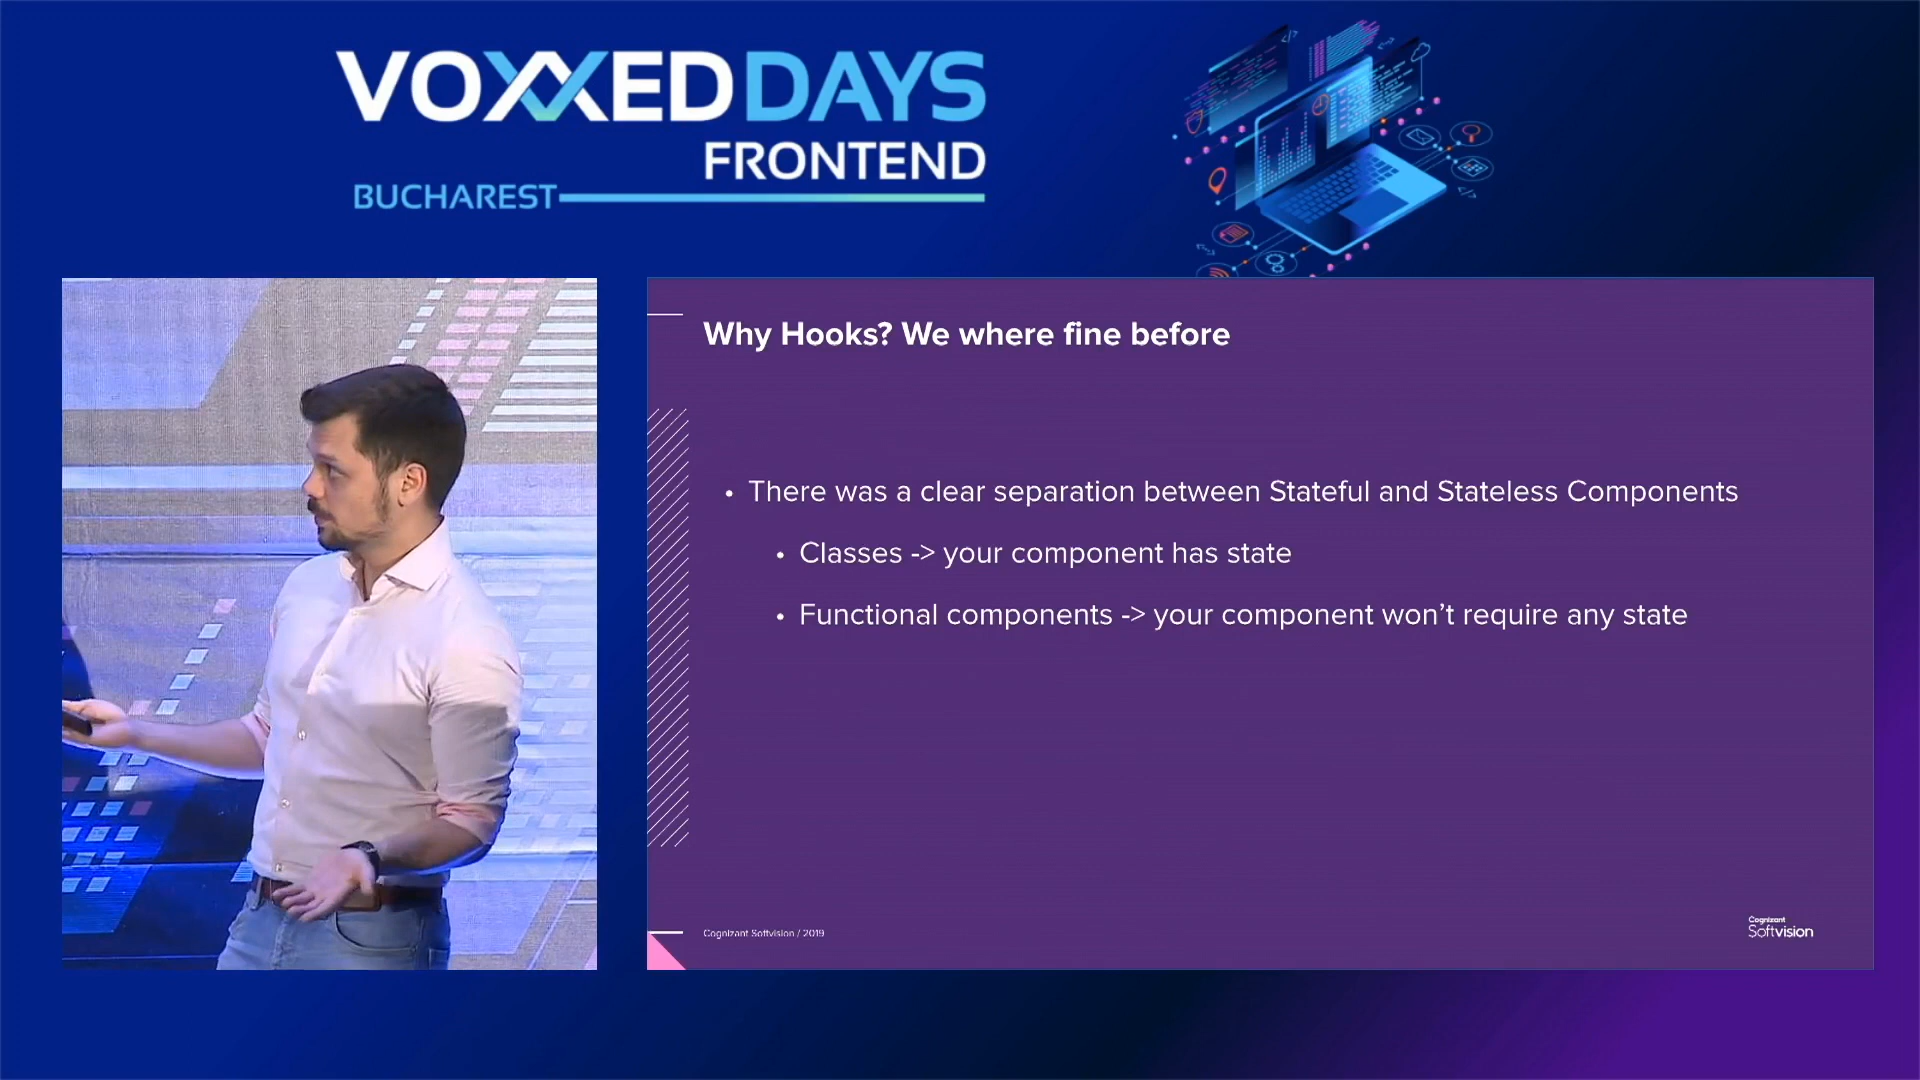 VOXXED DAYS
FRONTEND
BUCHAREST
Why Hooks? We where fine before
• There was a clear separation between Stateful and Stateless Components
• Classes -> your component has state
• Functional components -> your component won’t require any state
Cognizant Softvision / 2019
Cognizant
Softvision